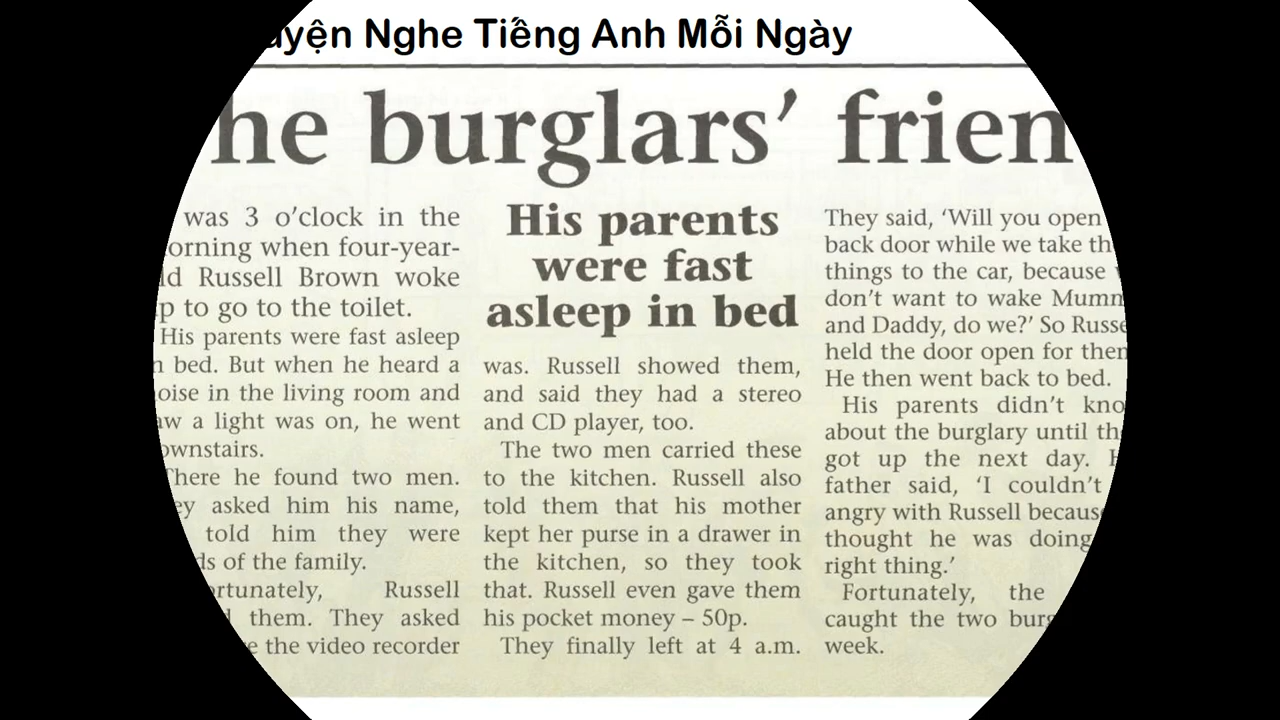 uyện Nghe Tiếng Anh Mỗi Ngày
he burglars’ frien
was 3 o’clock in the
orning when four-year-
ld Russell Brown woke
p to go to the toilet.
His parents were fast asleep
n bed. But when he heard a
oise in the living room and
aw a light was on, he went
ownstairs.
There he found two men.
ey asked him his name,
told him they were
ds of the family.
ortunately, Russell
them. They asked
e the video recorder
His parents
were fast
asleep in bed
was. Russell showed them,
and said they had a stereo
and CD player, too.
The two men carried these
to the kitchen. Russell also
told them that his mother
kept her purse in a drawer in
the kitchen, so they took
that. Russell even gave them
his pocket money – 50p.
They finally left at 4 a.m.
They said, ‘Will you open
back door while we take th
things to the car, because
don’t want to wake Mumm
and Daddy, do we?’ So Russe
held the door open for them
He then went back to bed.
His parents didn’t kno
about the burglary until th
got up the next day. H
father said, ‘I couldn’t
angry with Russell because
thought he was doing
right thing.’
Fortunately, the
caught the two burg
week.